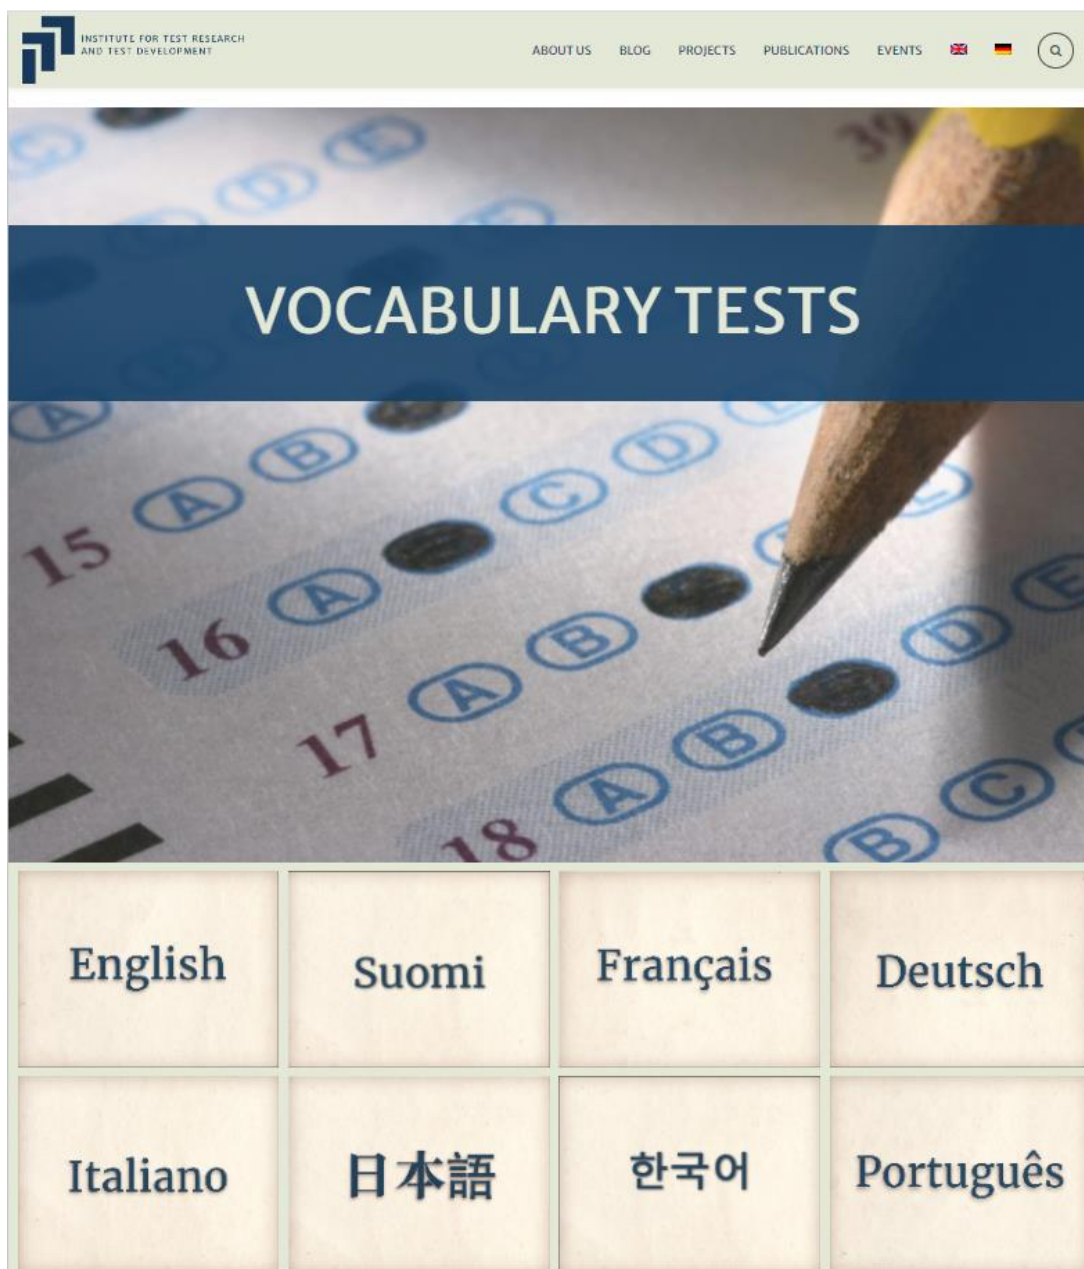 INSTITUTE FOR TEST RESEARCH
AND TEST DEVELOPMENT
ABOUT US BLOG PROJECTS PUBLICATIONS EVENTS
C D E
39
E
VOCABULARY TESTS
A
15 A B
16 A C D
17 A B
18 A B D E
B C
English Suomi Français Deutsch
Italiano 日本語 한국어 Português